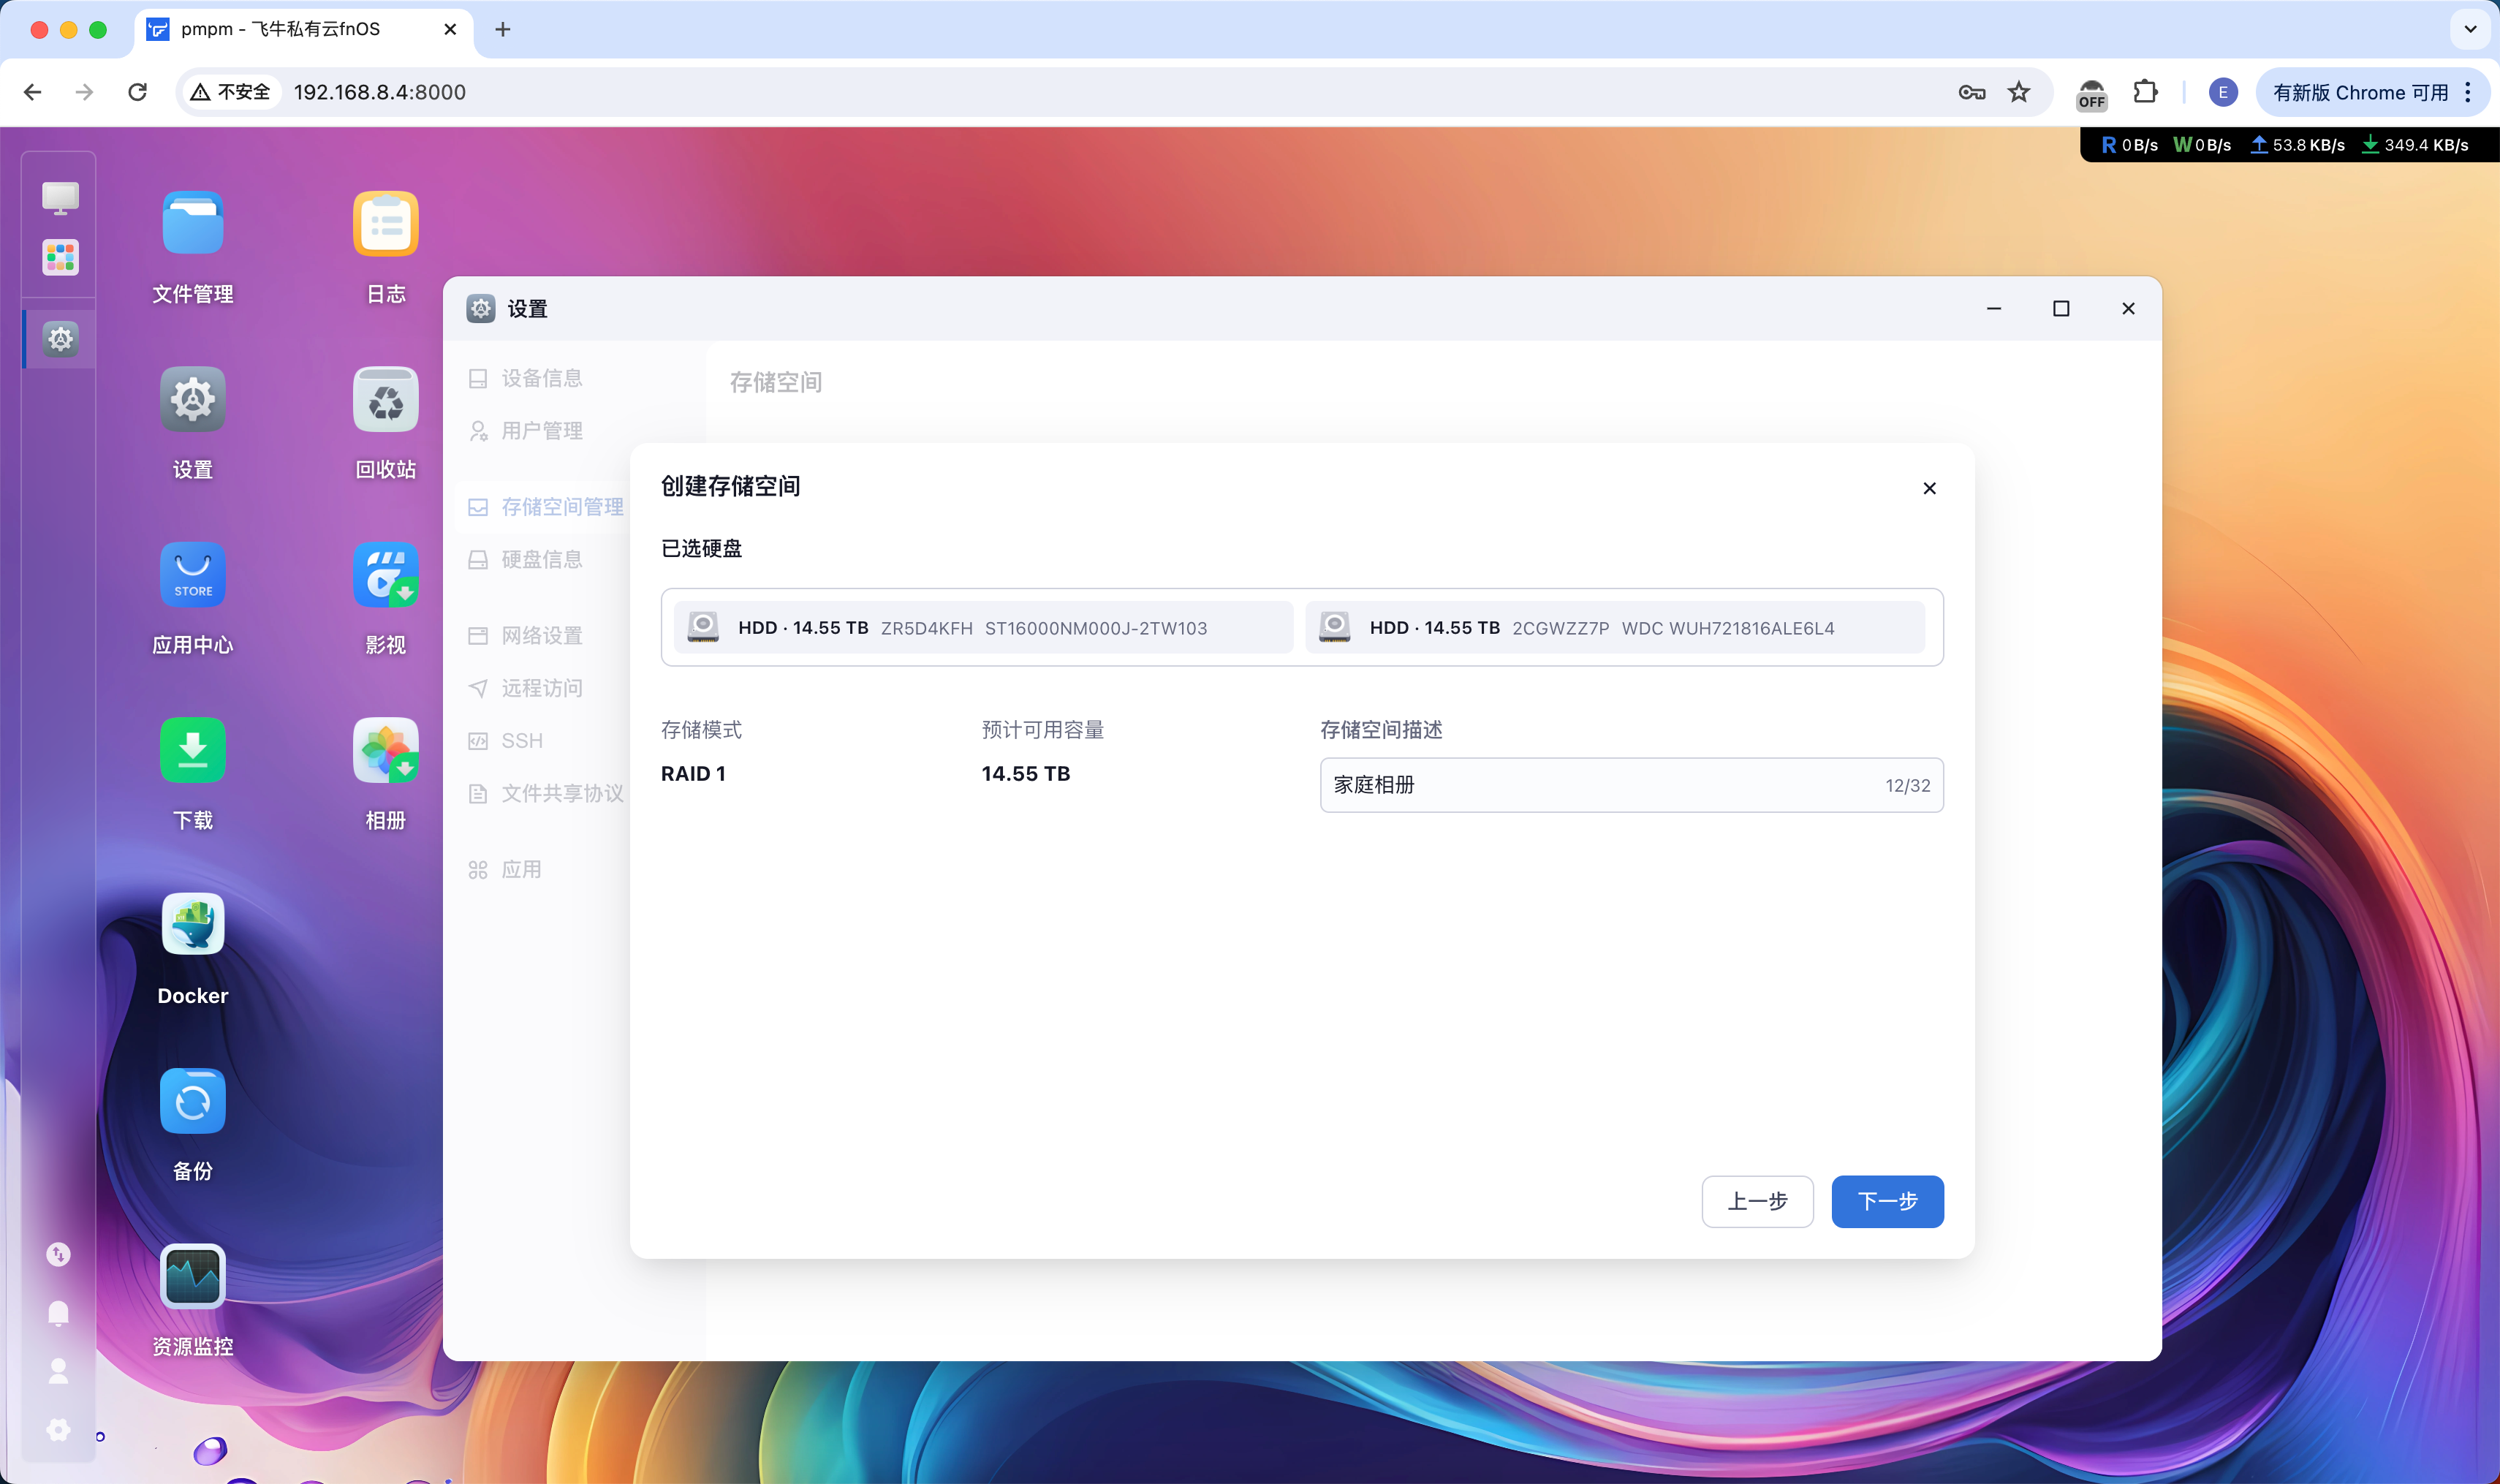 pmpm - 飞牛私有云fnOS
不安全
192.168.8.4:8000
OFF
E
有新版 Chrome 可用
R 0 B/s W 0 B/s 53.8 KB/s 349.4 KB/s
文件管理
日志
设置
回收站
STORE
应用中心
影视
下载
相册
Docker
备份
资源监控
设置
设备信息
用户管理
存储空间管理
硬盘信息
网络设置
远程访问
SSH
文件共享协议
应用
存储空间
创建存储空间
已选硬盘
HDD · 14.55 TB ZR5D4KFH ST16000NM000J-2TW103
HDD · 14.55 TB 2CGWZZ7P WDC WUH721816ALE6L4
存储模式
RAID 1
预计可用容量
14.55 TB
存储空间描述
家庭相册
12/32
上一步
下一步